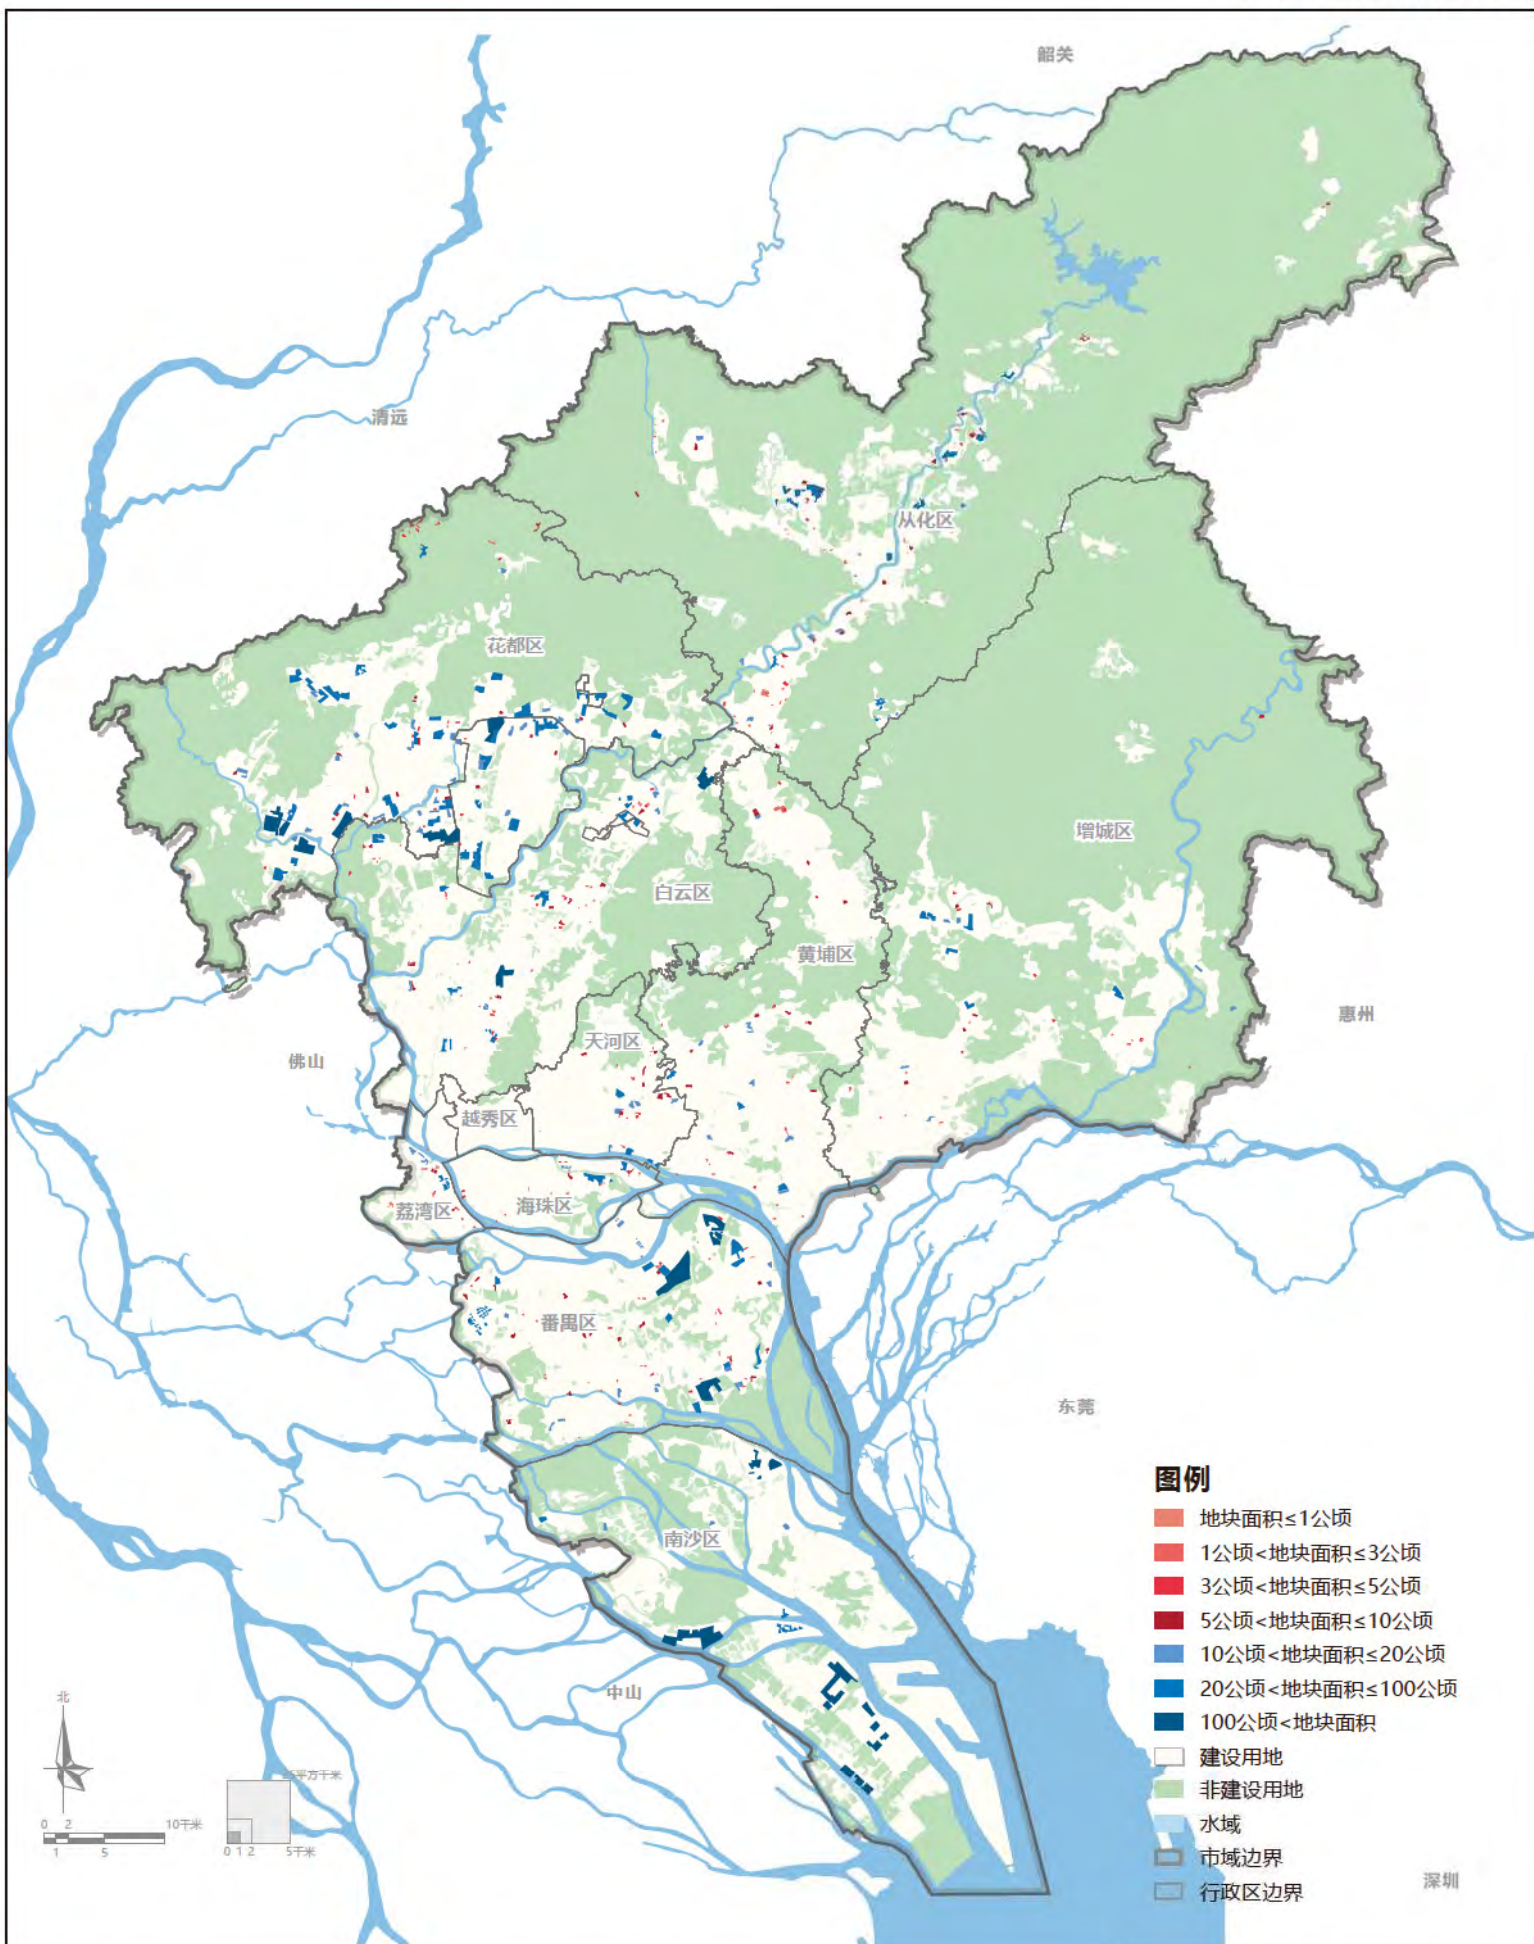 韶关
清远
从化区
花都区
增城区
白云区
黄埔区
惠州
天河区
佛山
越秀区
海珠区
荔湾区
番禺区
东莞
图例
地块面积≤1公顷
1公顷<地块面积≤3公顷
南沙区
3公顷<地块面积≤5公顷
5公顷<地块面积≤10公顷
10公顷<地块面积≤20公顷
20公顷<地块面积≤100公顷
中山
北
100公顷<地块面积
建设用地
25平方千米
非建设用地
水域
0 2 10千米
1 5
0 1 2 5千米
市域边界
深圳
行政区边界